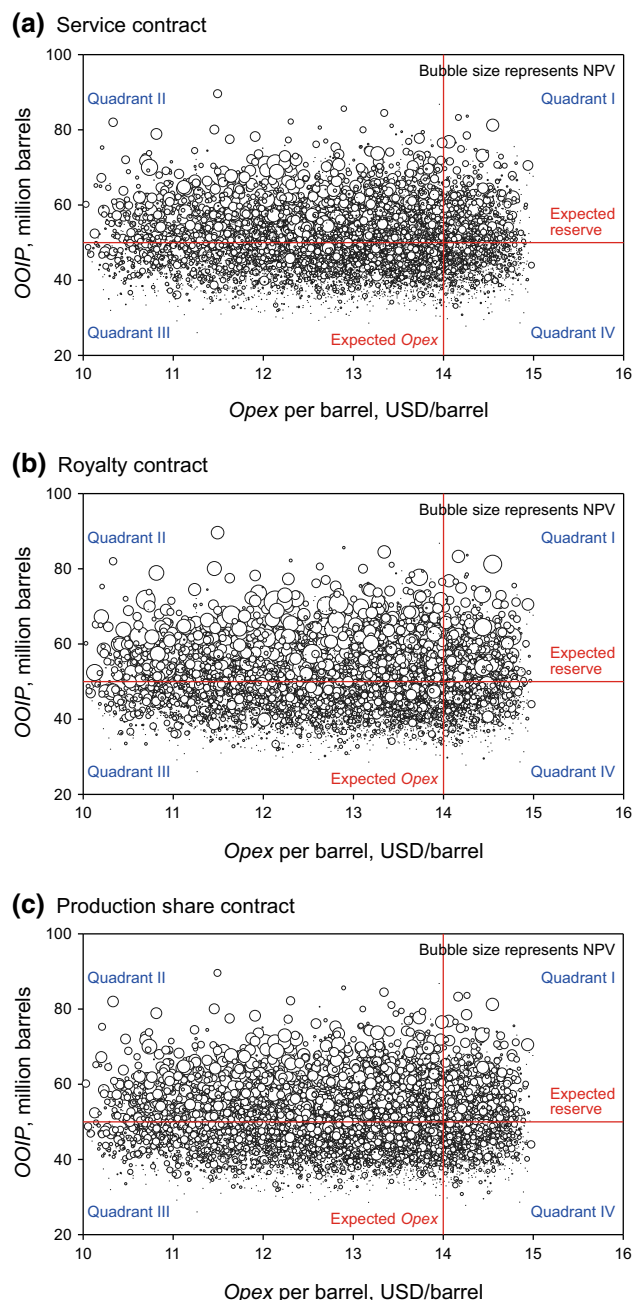 (a) Service contract
100
Bubble size represents NPV
Quadrant II
Quadrant I
80
OOIP, million barrels
60
Expected
reserve
40
Quadrant III
Expected Opex
Quadrant IV
20
10 11 12 13 14 15 16
Opex per barrel, USD/barrel
(b) Royalty contract
100
Bubble size represents NPV
Quadrant II
Quadrant I
80
OOIP, million barrels
60
Expected
reserve
40
Quadrant III
Expected Opex
Quadrant IV
20
10 11 12 13 14 15 16
Opex per barrel, USD/barrel
(c) Production share contract
100
Bubble size represents NPV
Quadrant II
Quadrant I
80
OOIP, million barrels
60
Expected
reserve
40
Quadrant III
Expected Opex
Quadrant IV
20
10 11 12 13 14 15 16
Opex per barrel, USD/barrel